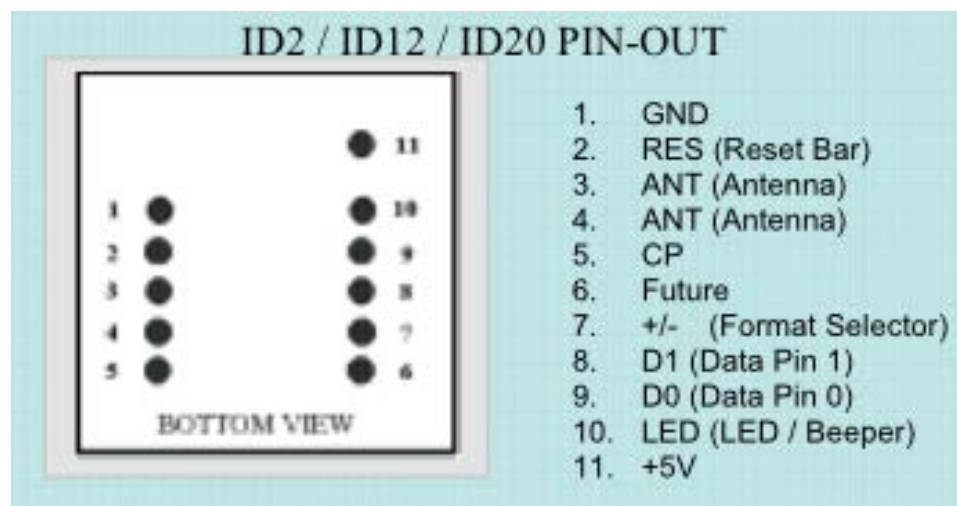 ID2 / ID12 / ID20 PIN-OUT
11
1
10
2
9
3
8
4
7
5
6
BOTTOM VIEW
1. GND
2. RES (Reset Bar)
3. ANT (Antenna)
4. ANT (Antenna)
5. CP
6. Future
7. +/- (Format Selector)
8. D1 (Data Pin 1)
9. D0 (Data Pin 0)
10. LED (LED / Beeper)
11. +5V